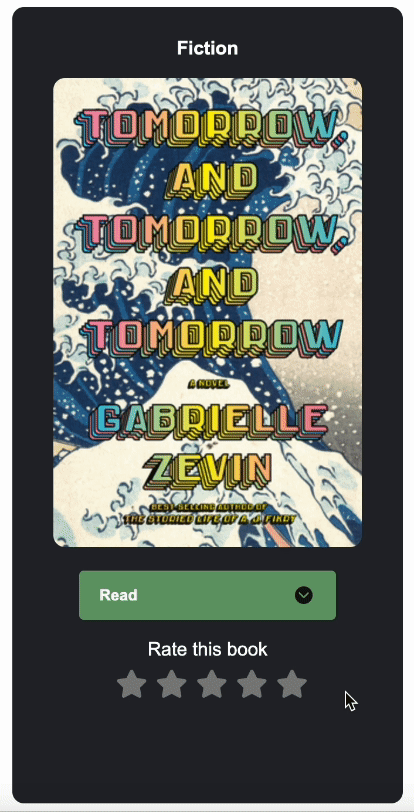 Fiction
TOMORROW,
AND
TOMORROW,
AND
TOMORROW
A NOVEL
GABRIELLE
ZEVIN
BEST-SELLING AUTHOR OF
THE STORIED LIFE OF A. J. FIKRY
Read
Rate this book